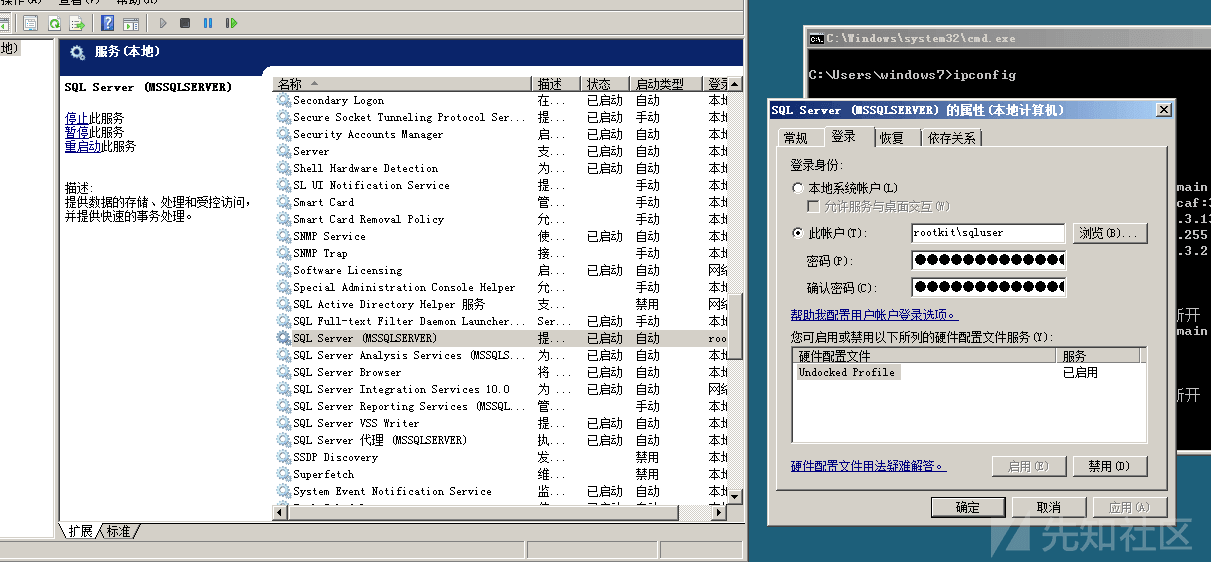 操作(A) 查看(V) 帮助(H)
地)
服务(本地)
SQL Server (MSSQLSERVER)
停止此服务
暂停此服务
重启动此服务
描述:
提供数据的存储、处理和受控访问,
并提供快速的事务处理。
名称 描述 状态 启动类型 登录
Secondary Logon 在... 已启动 自动 本地
Secure Socket Tunneling Protocol Ser... 提... 已启动 手动 本地
Security Accounts Manager 启... 已启动 自动 本地
Server 支... 已启动 自动 本地
Shell Hardware Detection 为... 已启动 自动 本地
SL UI Notification Service 提... 手动 本地
Smart Card 管... 手动 本地
Smart Card Removal Policy 允... 手动 本地
SNMP Service 使... 已启动 自动 本地
SNMP Trap 接... 手动 本地
Software Licensing 启... 已启动 自动 网络
Special Administration Console Helper 允... 手动 本地
SQL Active Directory Helper 服务 支... 禁用 网络
SQL Full-text Filter Daemon Launcher... Ser... 已启动 手动 本地
SQL Server (MSSQLSERVER) 提... 已启动 自动 roo
SQL Server Analysis Services (MSSQLS... 为... 已启动 自动 本地
SQL Server Browser 将 ... 已启动 自动 本地
SQL Server Integration Services 10.0 为 ... 已启动 自动 网络
SQL Server Reporting Services (MSSQL... 管... 手动 本地
SQL Server VSS Writer 提... 已启动 自动 本地
SQL Server 代理 (MSSQLSERVER) 执... 已启动 自动 本地
SSDP Discovery 发... 禁用 本地
Superfetch 维... 禁用 本地
System Event Notification Service 监... 已启动 自动 本地
扩展 标准
C:\Windows\system32\cmd.exe
C:\Users\windows7>ipconfig
main
caf:3
.3.13
.255
.3.2
断开
main
断开
SQL Server (MSSQLSERVER) 的属性(本地计算机)
常规 登录 恢复 依存关系
登录身份:
本地系统帐户(L)
允许服务与桌面交互(W)
此帐户(T): rootkit\sqluser 浏览(B)...
密码(P): ●●●●●●●●●●●●●
确认密码(C): ●●●●●●●●●●●●●
帮助我配置用户帐户登录选项。
您可启用或禁用以下所列的硬件配置文件服务(Y):
硬件配置文件 服务
Undocked Profile 已启用
硬件配置文件用法疑难解答。 启用(E) 禁用(D)
确定 取消 应用(A)
先知社区